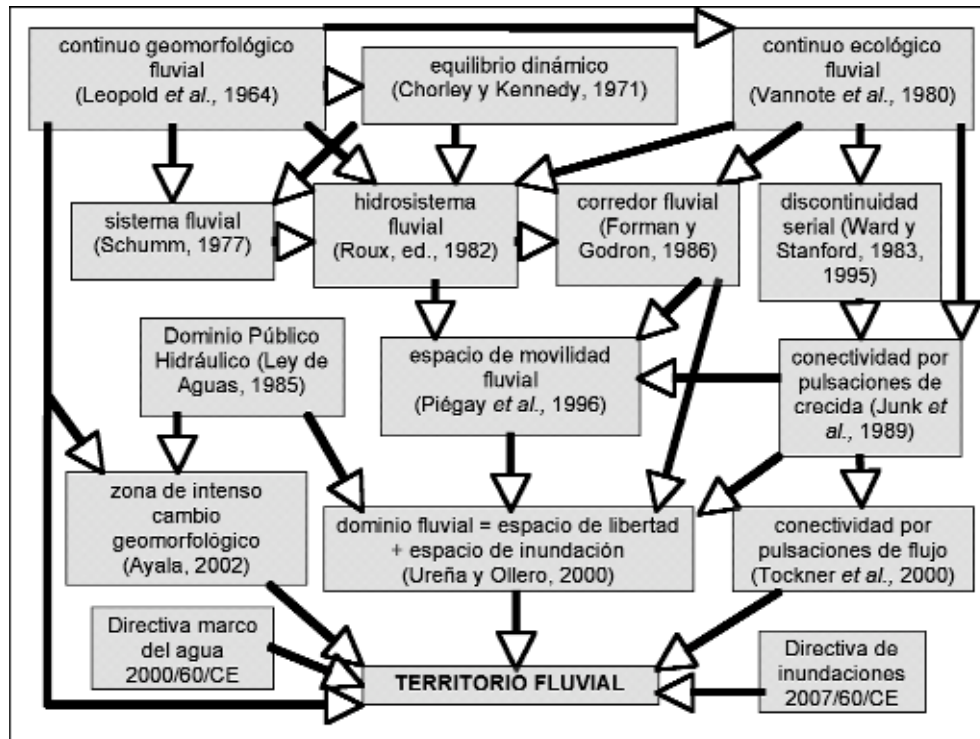 continuo geomorfológico
fluvial
(Leopold et al., 1964)
equilibrio dinámico
(Chorley y Kennedy, 1971)
continuo ecológico
fluvial
(Vannote et al., 1980)
sistema fluvial
(Schumm, 1977)
hidrosistema
fluvial
(Roux, ed., 1982)
corredor fluvial
(Forman y
Godron, 1986)
discontinuidad
serial (Ward y
Stanford, 1983,
1995)
Dominio Público
Hidráulico (Ley de
Aguas, 1985)
espacio de movilidad
fluvial
(Piégay et al., 1996)
conectividad por
pulsaciones de
crecida (Junk et
al., 1989)
zona de intenso
cambio
geomorfológico
(Ayala, 2002)
dominio fluvial = espacio de libertad
+ espacio de inundación
(Ureña y Ollero, 2000)
conectividad por
pulsaciones de flujo
(Tockner et al., 2000)
Directiva marco
del agua
2000/60/CE
TERRITORIO FLUVIAL
Directiva de
inundaciones
2007/60/CE